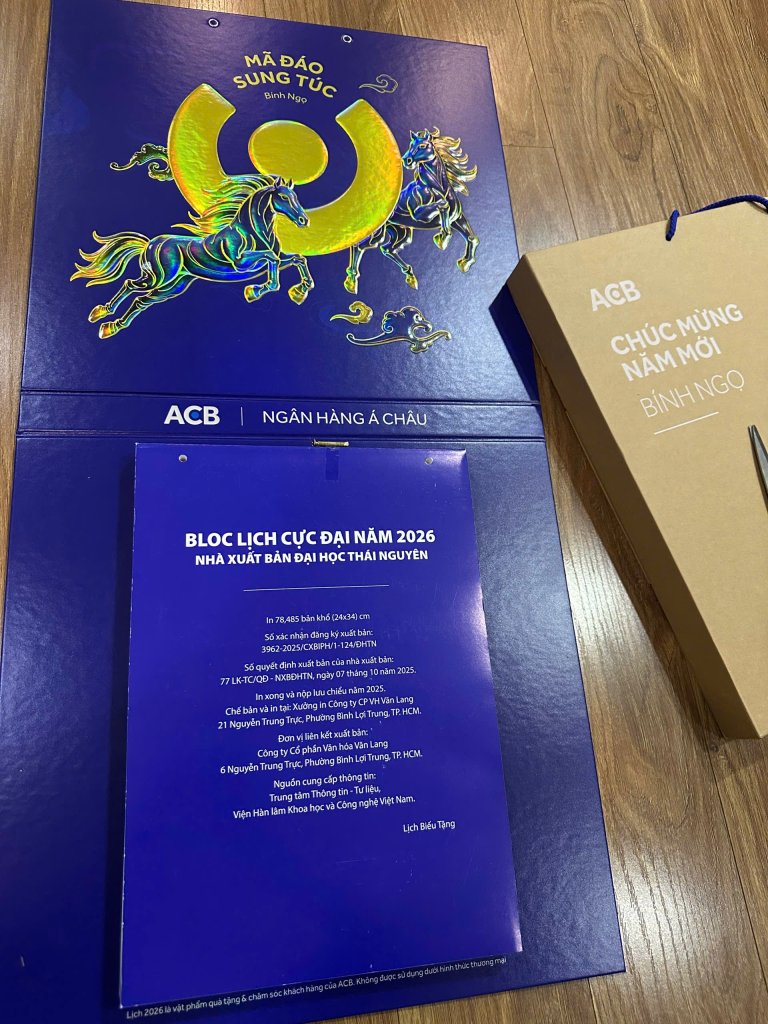 MÃ ĐÁO
SUNG TÚC
Bính Ngọ
ACB | NGÂN HÀNG Á CHÂU
BLOC LỊCH CỰC ĐẠI NĂM 2026
NHÀ XUẤT BẢN ĐẠI HỌC THÁI NGUYÊN
In 78,485 bản khổ (24x34) cm
Số xác nhận đăng ký xuất bản:
3962-2025/CXBIPH/1-124/ĐHTN
Số quyết định xuất bản của nhà xuất bản:
77 LK-TC/QĐ - NXBĐHTN, ngày 07 tháng 10 năm 2025.
In xong và nộp lưu chiểu năm 2025.
Chế bản và in tại: Xưởng in Công ty CP VH Văn Lang
21 Nguyễn Trung Trực, Phường Bình Lợi Trung, TP. HCM.
Đơn vị liên kết xuất bản:
Công ty Cổ phần Văn hóa Văn Lang
6 Nguyễn Trung Trực, Phường Bình Lợi Trung, TP. HCM.
Nguồn cung cấp thông tin:
Trung tâm Thông tin - Tư liệu,
Viện Hàn lâm Khoa học và Công nghệ Việt Nam.
Lịch Biếu Tặng
Lịch 2026 là vật phẩm quà tặng & chăm sóc khách hàng của ACB. Không được sử dụng dưới hình thức thương mại
ACB
CHÚC MỪNG
NĂM MỚI
BÍNH NGỌ